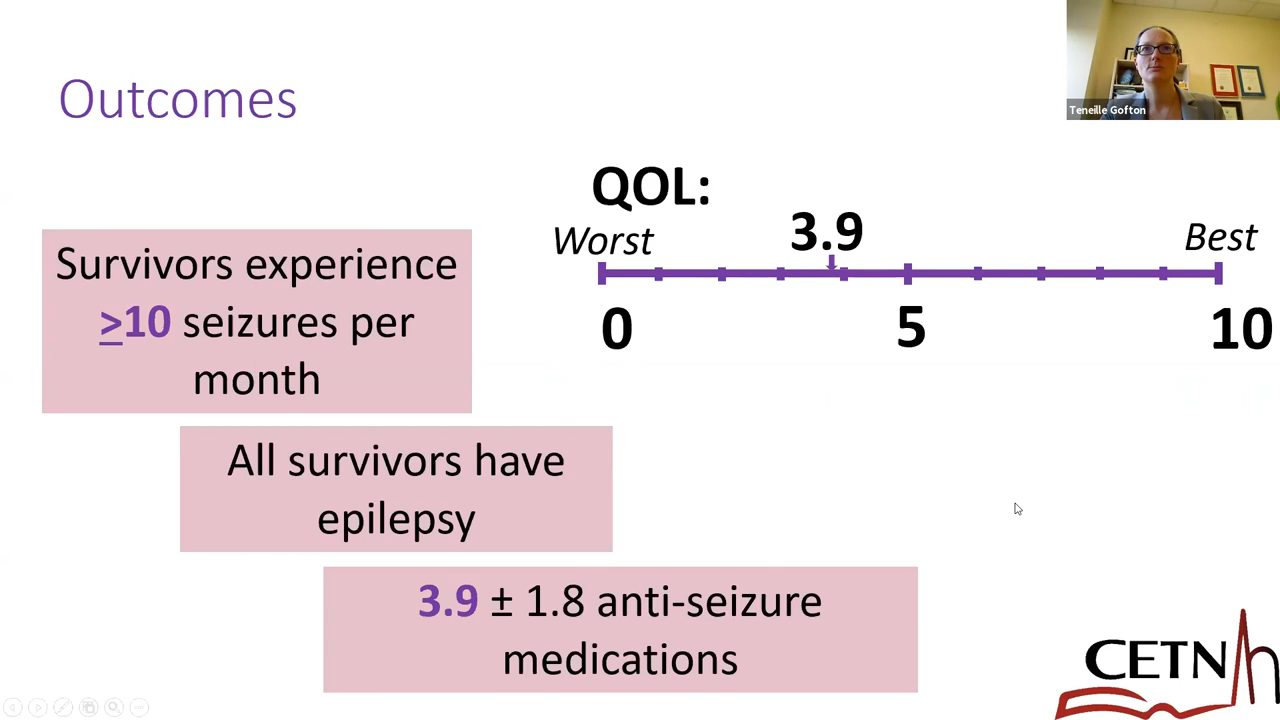 Outcomes
Teneille Gofton
QOL:
Worst
3.9
Best
0
5
10
Survivors experience
≥10 seizures per
month
All survivors have
epilepsy
3.9 ± 1.8 anti-seizure
medications
CETNh